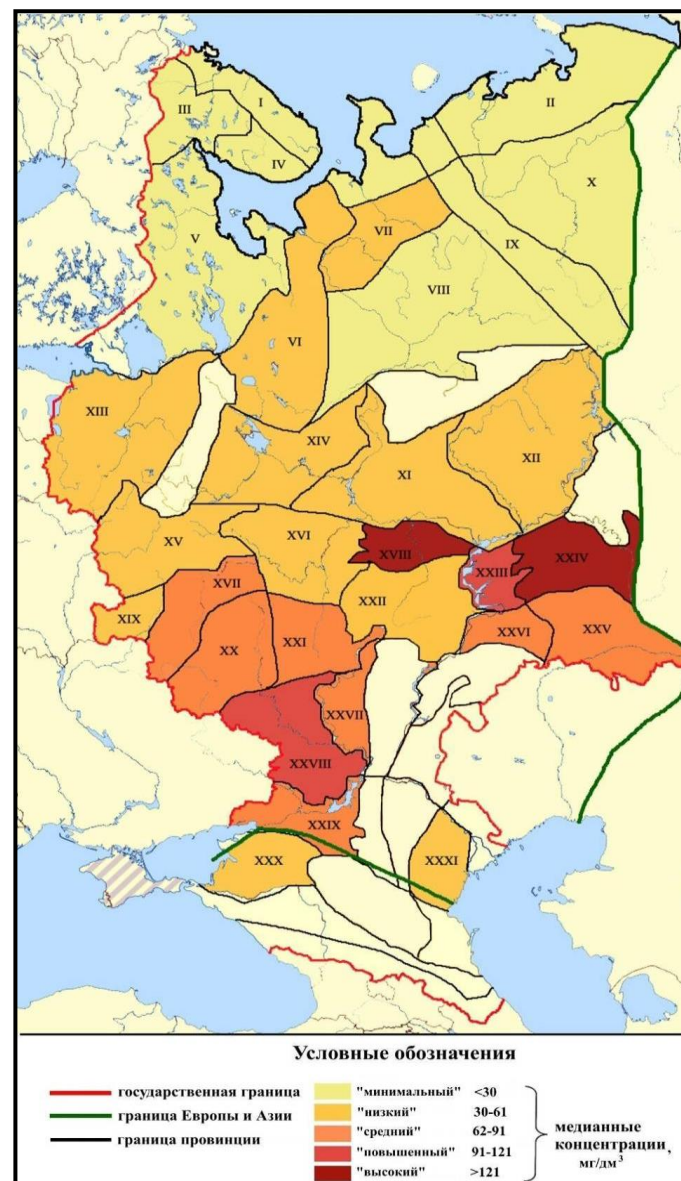 I
II
III
IV
X
VII
V
IX
VIII
VI
XIII
XIV
XII
XI
XV
XVI
XVIII
XXIII
XXIV
XVII
XXII
XIX
XX
XXI
XXVI
XXV
XXVII
XXVIII
XXIX
XXX
XXXI
Условные обозначения
государственная граница
граница Европы и Азии
граница провинции
"минимальный" <30
"низкий" 30-61
"средний" 62-91
"повышенный" 91-121
"высокий" >121
медианные
концентрации,
мг/дм³